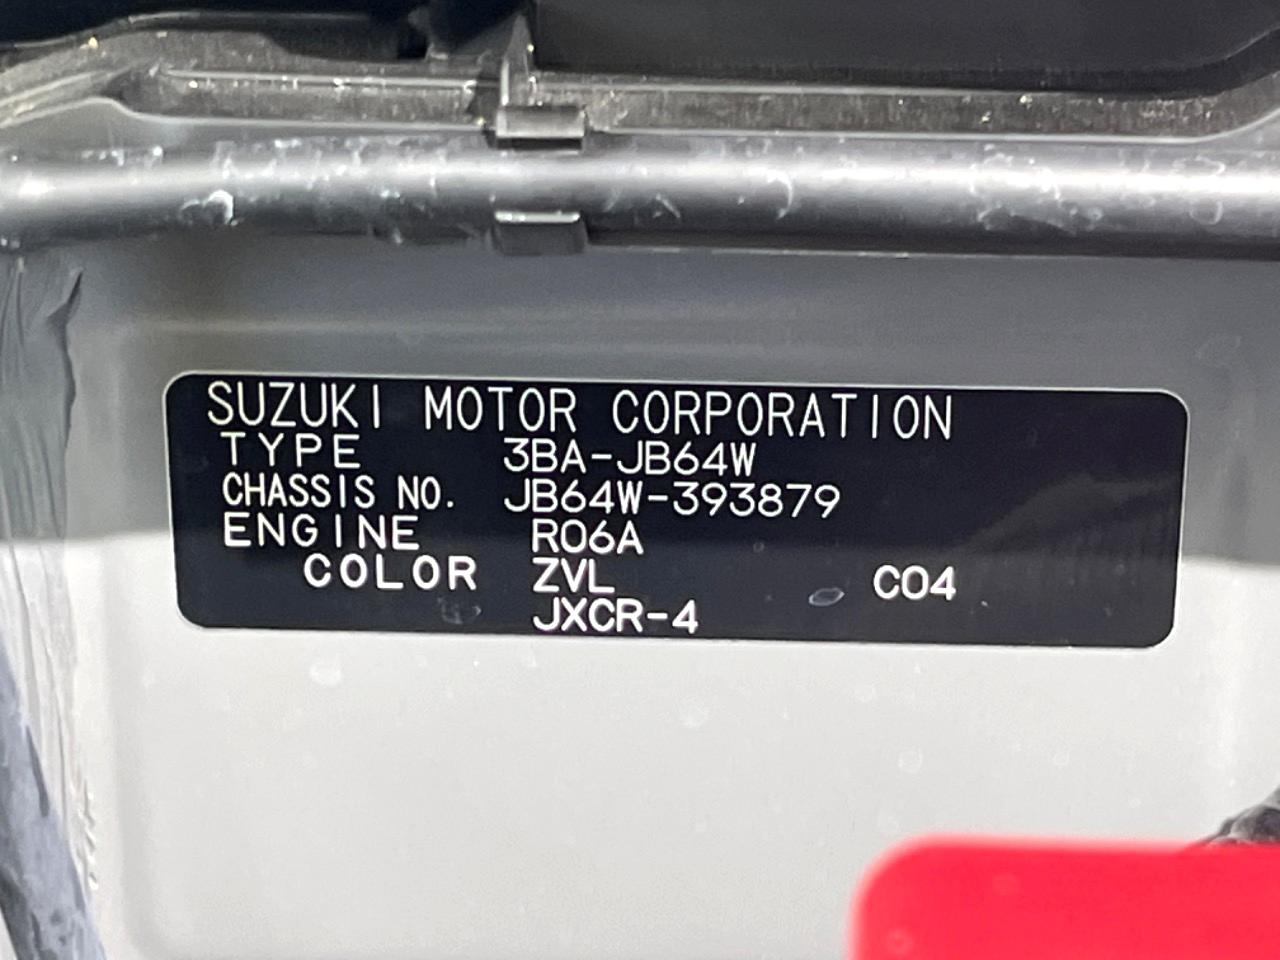 SUZUKI MOTOR CORPORATION
TYPE 3BA-JB64W
CHASSIS NO. JB64W-393879
ENGINE R06A
COLOR ZVL C04
JXCR-4